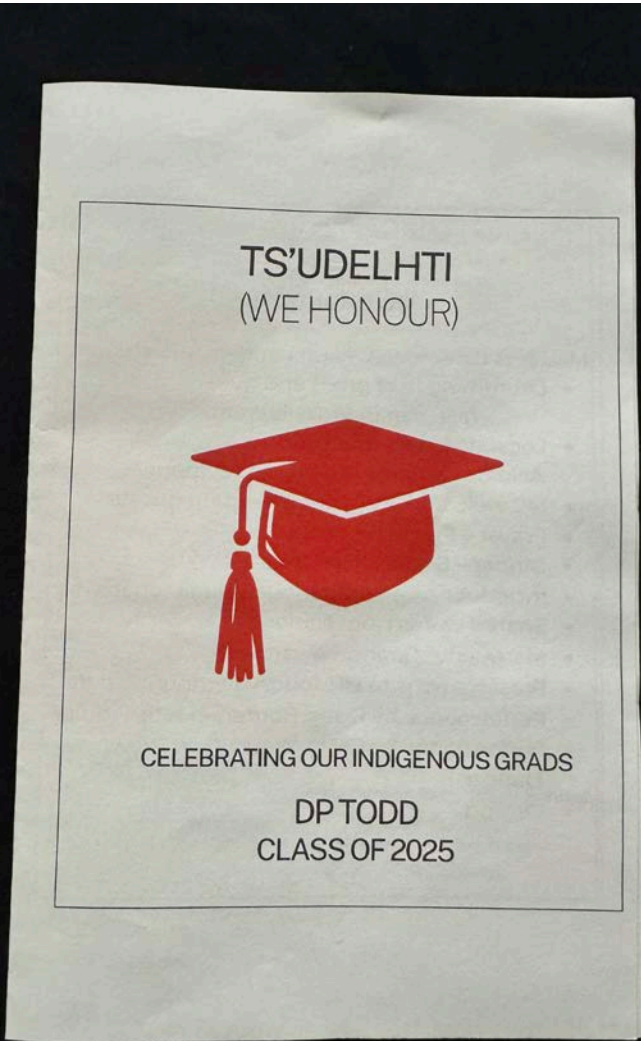 TS'UDELHTI
(WE HONOUR)
CELEBRATING OUR INDIGENOUS GRADS
DP TODD
CLASS OF 2025